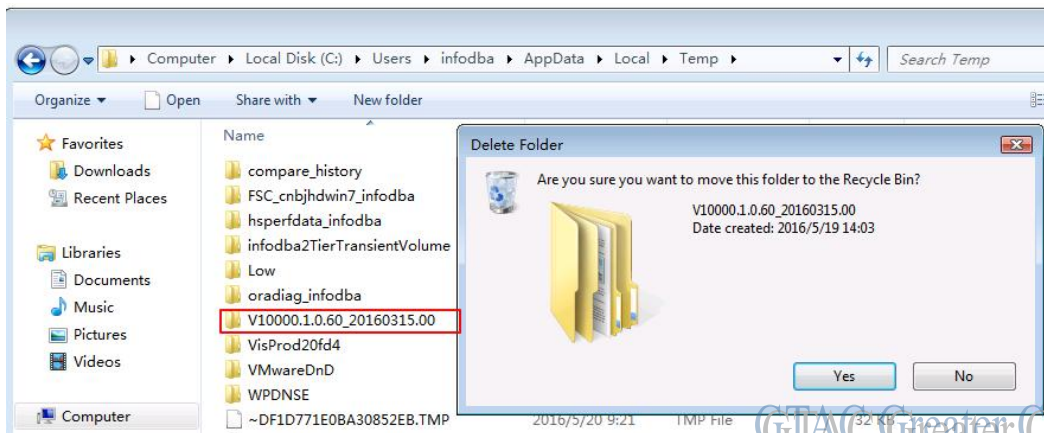 Computer Local Disk (C:) Users infodba AppData Local Temp Search Temp
Organize Open Share with New folder
Favorites
Downloads
Recent Places
Libraries
Documents
Music
Pictures
Videos
Computer
Name
compare_history
FSC_cnbjhdwin7_infodba
hsperfdata_infodba
infodba2TierTransientVolume
Low
oradiag_infodba
V10000.1.0.60_20160315.00
VisProd20fd4
VMwareDnD
WPDNSE
~DF1D771E0BA30852EB.TMP 2016/5/20 9:21 TMP File 32 KB
Delete Folder
Are you sure you want to move this folder to the Recycle Bin?
V10000.1.0.60_20160315.00
Date created: 2016/5/19 14:03
Yes No
GTAC Greater C